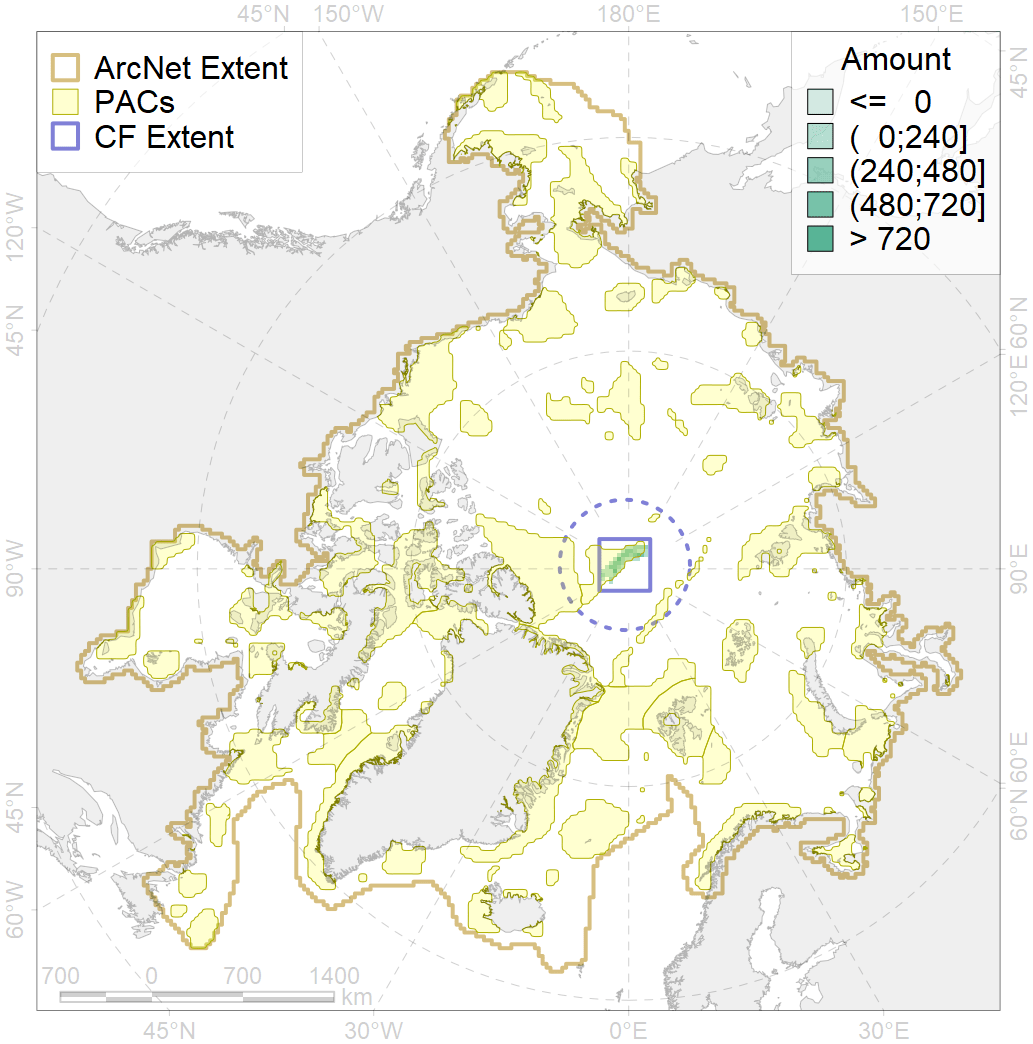 45°N 150°W 180°E 150°E
ArcNet Extent
PACs
CF Extent
Amount
<= 0
( 0;240]
(240;480]
(480;720]
> 720
45°N
120°W
60°N
45°N
120°E
90°W
90°E
60°E
45°N
60°N
60°W
700 0 700 1400
km
45°N 30°W 0°E 30°E